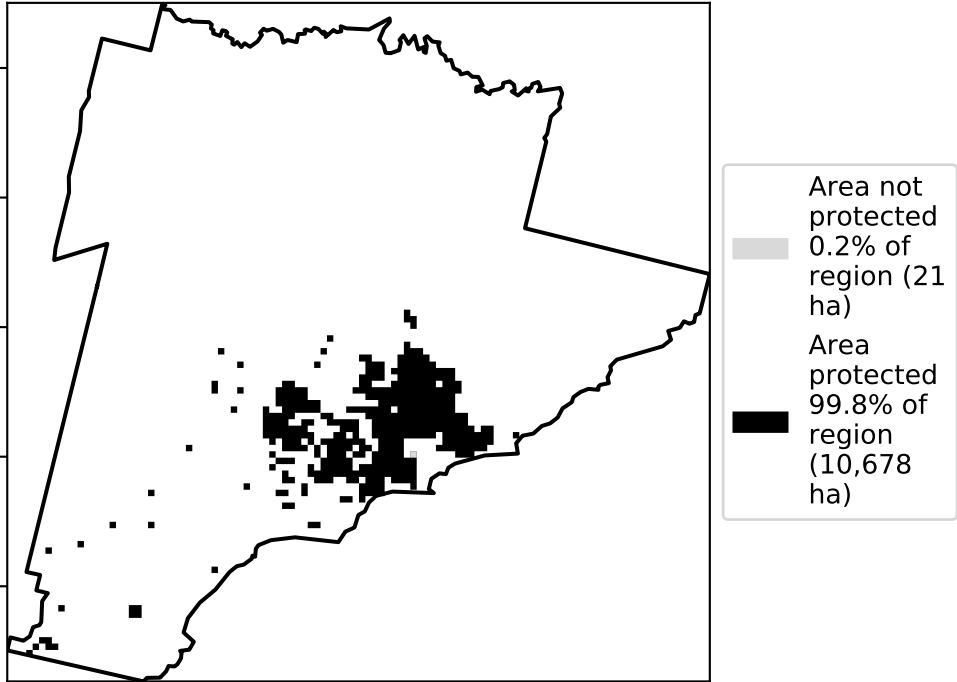 Area not
protected
0.2% of
region (21
ha)
Area
protected
99.8% of
region
(10,678
ha)